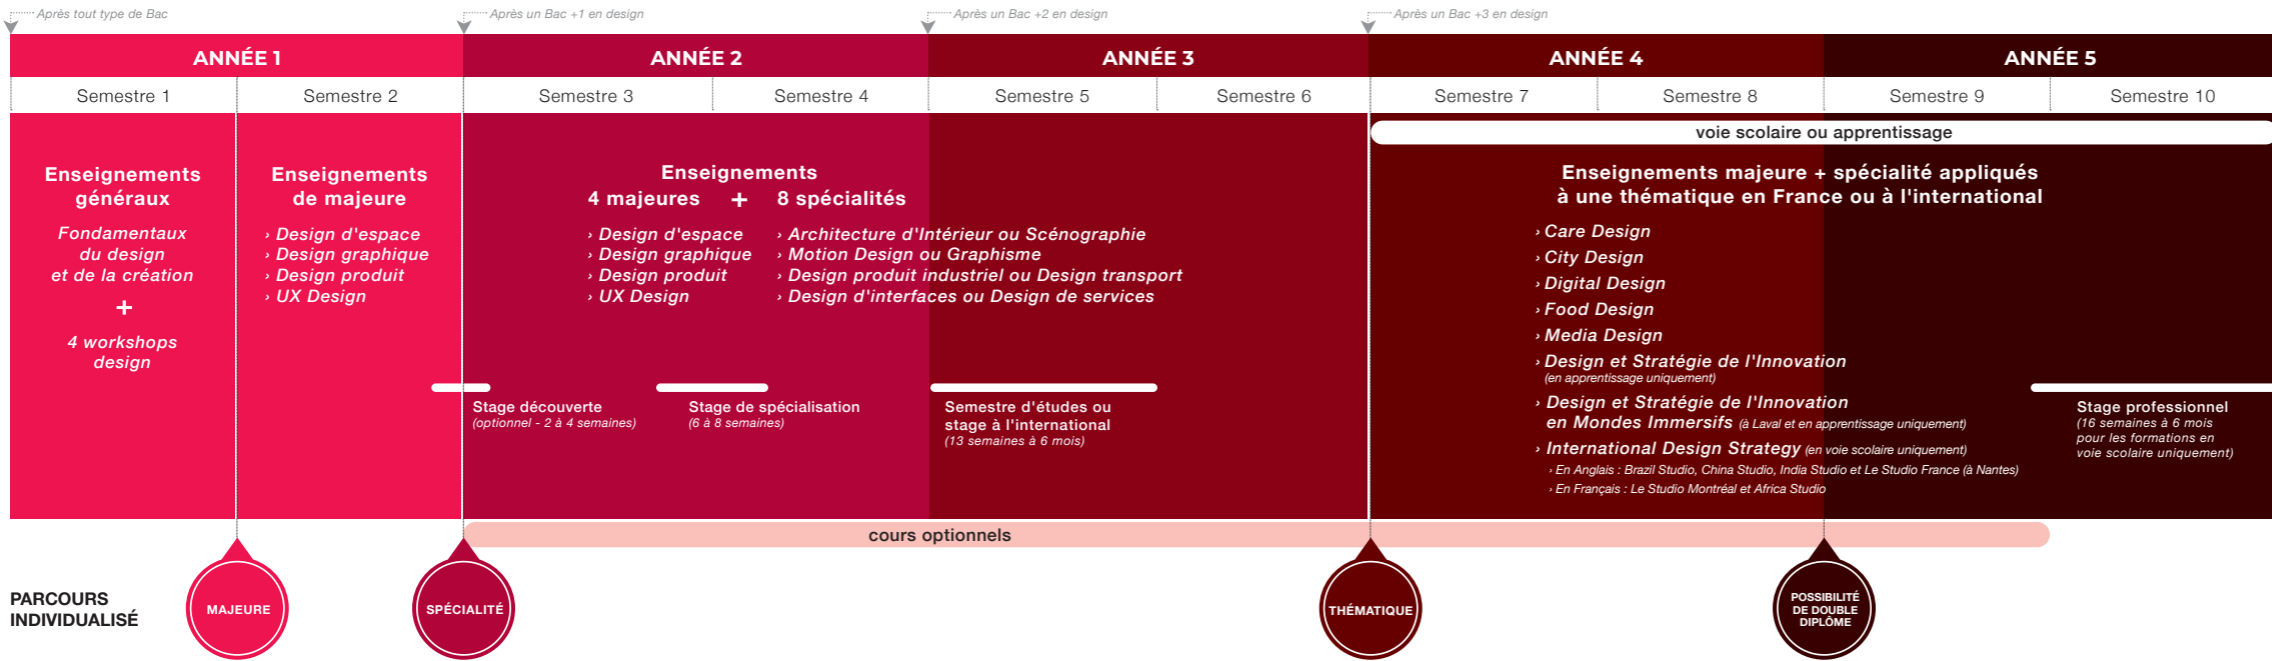 Après tout type de Bac
Après un Bac +1 en design
Après un Bac +2 en design
Après un Bac +3 en design
ANNÉE 1
ANNÉE 2
ANNÉE 3
ANNÉE 4
ANNÉE 5
Semestre 1
Semestre 2
Semestre 3
Semestre 4
Semestre 5
Semestre 6
Semestre 7
Semestre 8
Semestre 9
Semestre 10
voie scolaire ou apprentissage
Enseignements
généraux
Fondamentaux
du design
et de la création
+
4 workshops
design
Enseignements
de majeure
› Design d'espace
› Design graphique
› Design produit
› UX Design
Enseignements
4 majeures + 8 spécialités
› Design d'espace
› Design graphique
› Design produit
› UX Design
› Architecture d'Intérieur ou Scénographie
› Motion Design ou Graphisme
› Design produit industriel ou Design transport
› Design d'interfaces ou Design de services
Enseignements majeure + spécialité appliqués
à une thématique en France ou à l'international
› Care Design
› City Design
› Digital Design
› Food Design
› Media Design
› Design et Stratégie de l'Innovation
(en apprentissage uniquement)
› Design et Stratégie de l'Innovation
en Mondes Immersifs (à Laval et en apprentissage uniquement)
› International Design Strategy (en voie scolaire uniquement)
› En Anglais : Brazil Studio, China Studio, India Studio et Le Studio France (à Nantes)
› En Français : Le Studio Montréal et Africa Studio
Stage découverte
(optionnel - 2 à 4 semaines)
Stage de spécialisation
(6 à 8 semaines)
Semestre d'études ou
stage à l'international
(13 semaines à 6 mois)
Stage professionnel
(16 semaines à 6 mois
pour les formations en
voie scolaire uniquement)
cours optionnels
PARCOURS
INDIVIDUALISÉ
MAJEURE
SPÉCIALITÉ
THÉMATIQUE
POSSIBILITÉ
DE DOUBLE
DIPLÔME